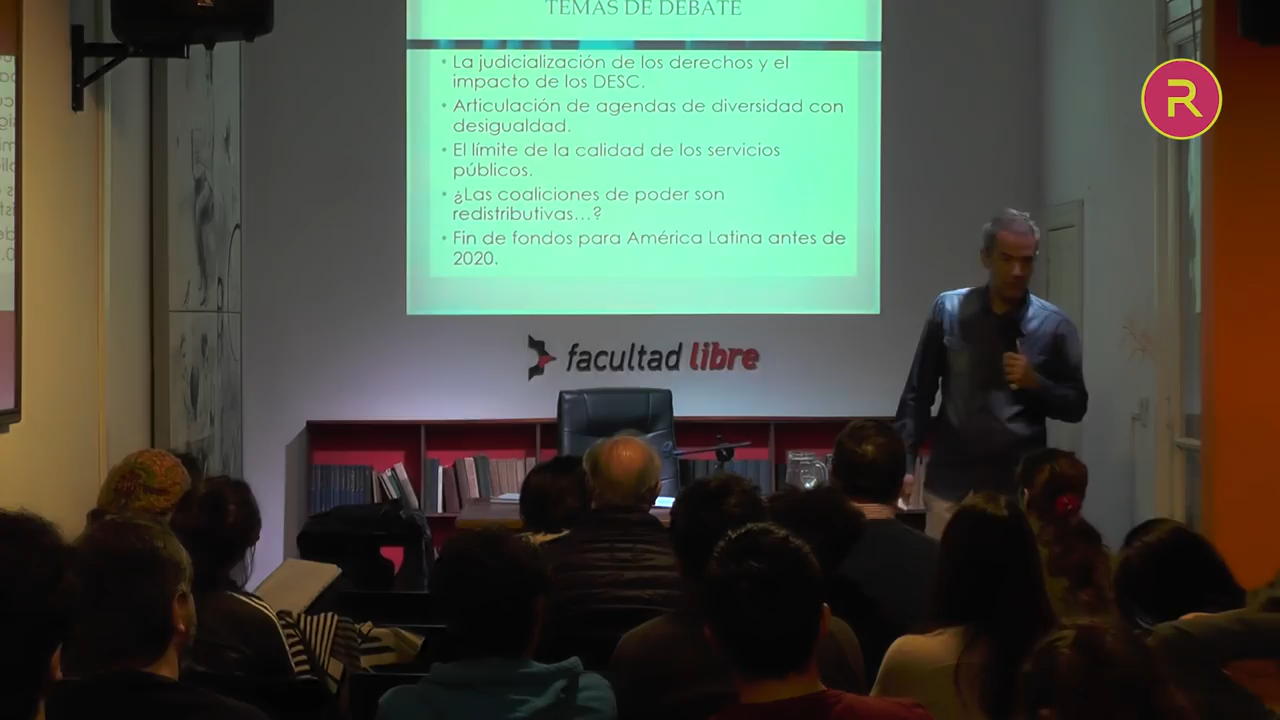 TEMAS DE DEBATE
• La judicialización de los derechos y el
impacto de los DESC.
• Articulación de agendas de diversidad con
desigualdad.
• El límite de la calidad de los servicios
públicos.
• ¿Las coaliciones de poder son
redistributivas...?
• Fin de fondos para América Latina antes de
2020.
facultad libre
R